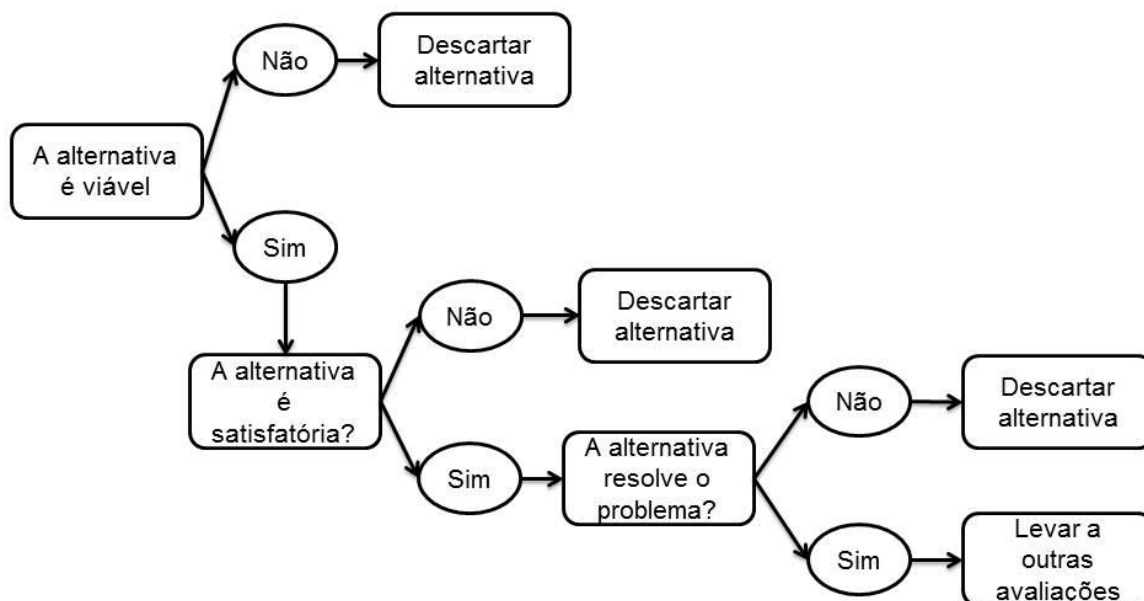 Não
Descartar
alternativa
A alternativa
é viável
Sim
Não
Descartar
alternativa
A alternativa
é
satisfatória?
Sim
A alternativa
resolve o
problema?
Não
Descartar
alternativa
Sim
Levar a
outras
avaliações